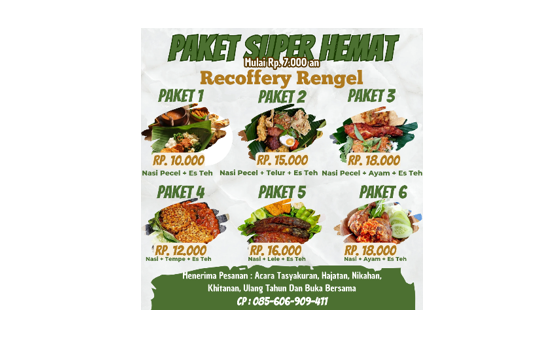 PAKET SUPER HEMAT
Mulai Rp. 7.000 an
Recoffery Rengel
PAKET 1
RP. 10.000
Nasi Pecel + Es Teh
PAKET 2
RP. 15.000
Nasi Pecel + Telur + Es Teh
PAKET 3
RP. 18.000
Nasi Pecel + Ayam + Es Teh
PAKET 4
RP. 12.000
Nasi + Tempe + Es Teh
PAKET 5
RP. 16.000
Nasi + Lele + Es Teh
PAKET 6
RP. 18.000
Nasi + Ayam + Es Teh
Menerima Pesanan : Acara Tasyakuran, Hajatan, Nikahan,
Khitanan, Ulang Tahun Dan Buka Bersama
CP : 085-606-909-411